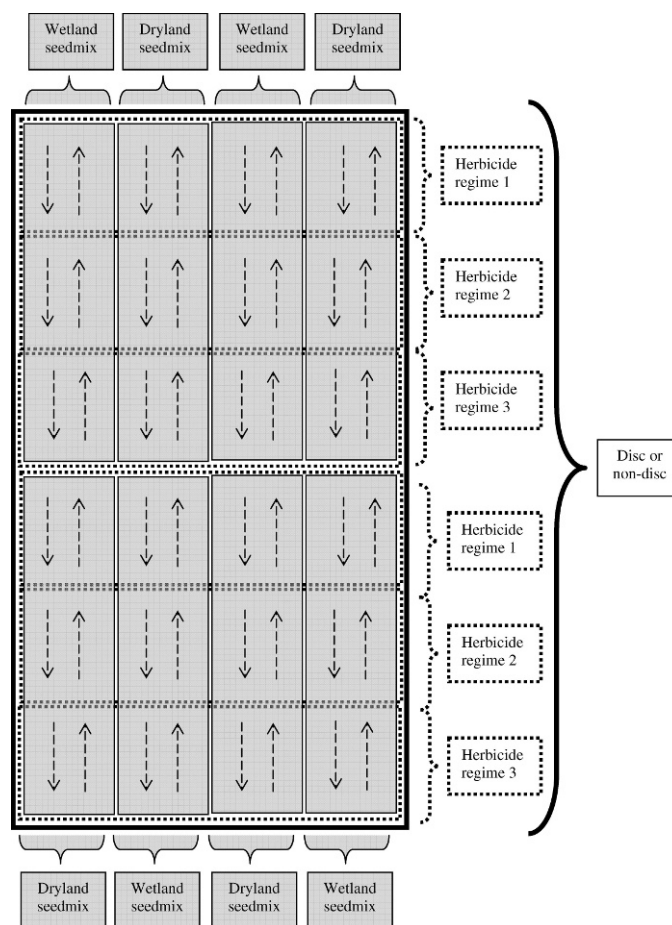 Wetland
seedmix
Dryland
seedmix
Wetland
seedmix
Dryland
seedmix
Herbicide
regime 1
Herbicide
regime 2
Herbicide
regime 3
Disc or
non-disc
Herbicide
regime 1
Herbicide
regime 2
Herbicide
regime 3
Dryland
seedmix
Wetland
seedmix
Dryland
seedmix
Wetland
seedmix